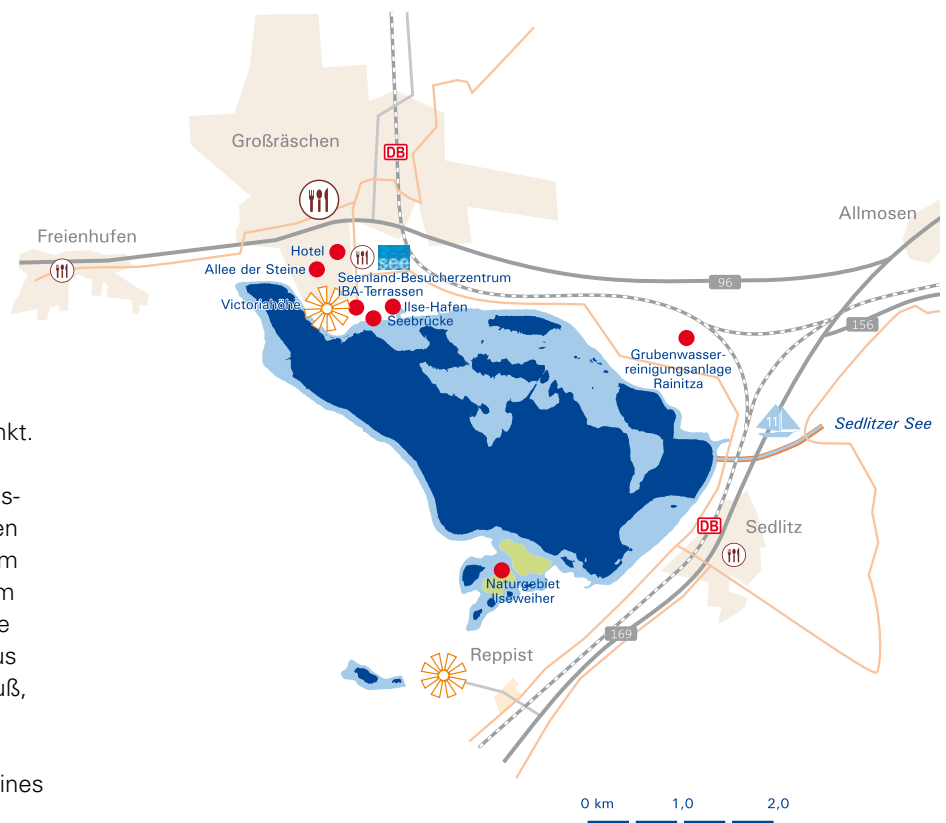 Großräschen
DB
Allmosen
Freienhufen
Hotel
see
Allee der Steine
Seenland-Besucherzentrum
IBA-Terrassen
96
Victoriahöhe
Ilse-Hafen
Seebrücke
156
Grubenwasser-
reinigungsanlage
Rainitza
11
Sedlitzer See
nkt.
s-
en
m
m
e
us
uß,
ines
DB
Sedlitz
Naturgebiet
Ilseweiher
169
Reppist
0 km 1,0 2,0